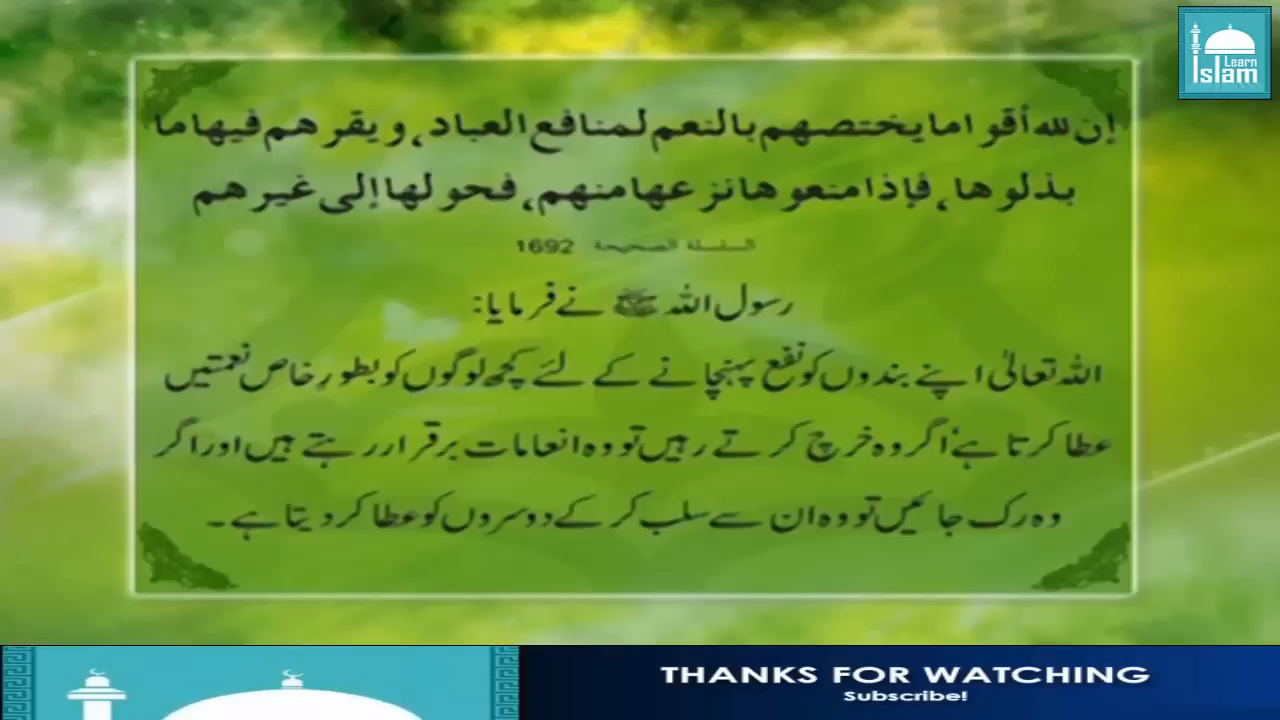 Learn
Islam
إن لله أقواما يختصهم بالنعم لمنافع العباد، ويقرهم فيها ما
بذلوها، فإذا منعوها نزعها منهم، فحولها إلى غيرهم
السلسلة الصحيحة 1692
رسول اللہ ﷺ نے فرمایا:
اللہ تعالیٰ اپنے بندوں کو نفع پہنچانے کے لئے کچھ لوگوں کو بطورِ خاص نعمتیں
عطا کرتا ہے‘ اگر وہ خرچ کرتے رہیں تو وہ انعامات برقرار رہتے ہیں اور اگر
وہ رک جائیں تو وہ ان سے سلب کر کے دوسروں کو عطا کر دیتا ہے۔
THANKS FOR WATCHING
Subscribe!